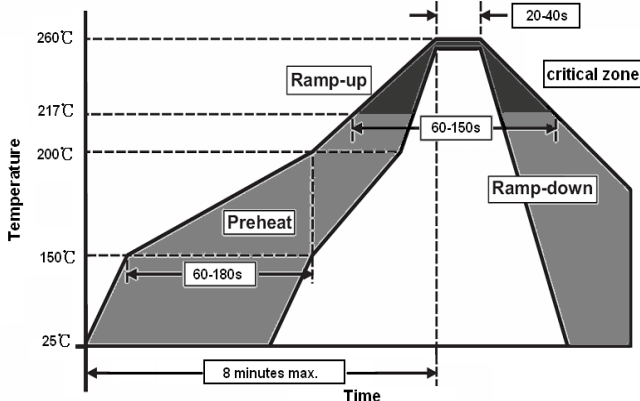 20-40s
260℃
Ramp-up
critical zone
217℃
60-150s
200℃
Ramp-down
Preheat
150℃
60-180s
25℃
8 minutes max.
Time
Temperature